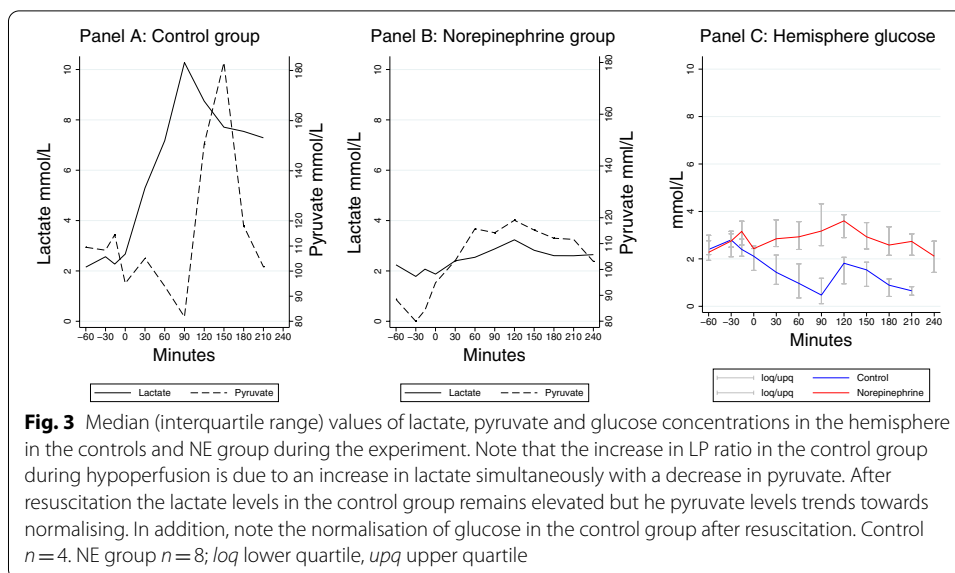 Panel A: Control group
Panel B: Norepinephrine group
Panel C: Hemisphere glucose
Lactate mmol/L
10
8
6
4
2
0
180
160
140
120
110
100
90
80
Pyruvate mmol/L
−60 −30 0 30 60 90 120 150 180 210 240
Minutes
Lactate Pyruvate
Lactate mmol/L
10
8
6
4
2
0
180
160
140
120
110
100
90
80
Pyruvate mml/L
−60 −30 0 30 60 90 120 150 180 210 240
Minutes
Lactate Pyruvate
mmol/L
10
8
6
4
2
0
−60 −30 0 30 60 90 120 150 180 210 240
Minutes
loq/upq Control
loq/upq Norepinephrine
Fig. 3 Median (interquartile range) values of lactate, pyruvate and glucose concentrations in the hemisphere
in the controls and NE group during the experiment. Note that the increase in LP ratio in the control group
during hypoperfusion is due to an increase in lactate simultaneously with a decrease in pyruvate. After
resuscitation the lactate levels in the control group remains elevated but he pyruvate levels trends towards
normalising. In addition, note the normalisation of glucose in the control group after resuscitation. Control
n = 4. NE group n = 8; loq lower quartile, upq upper quartile